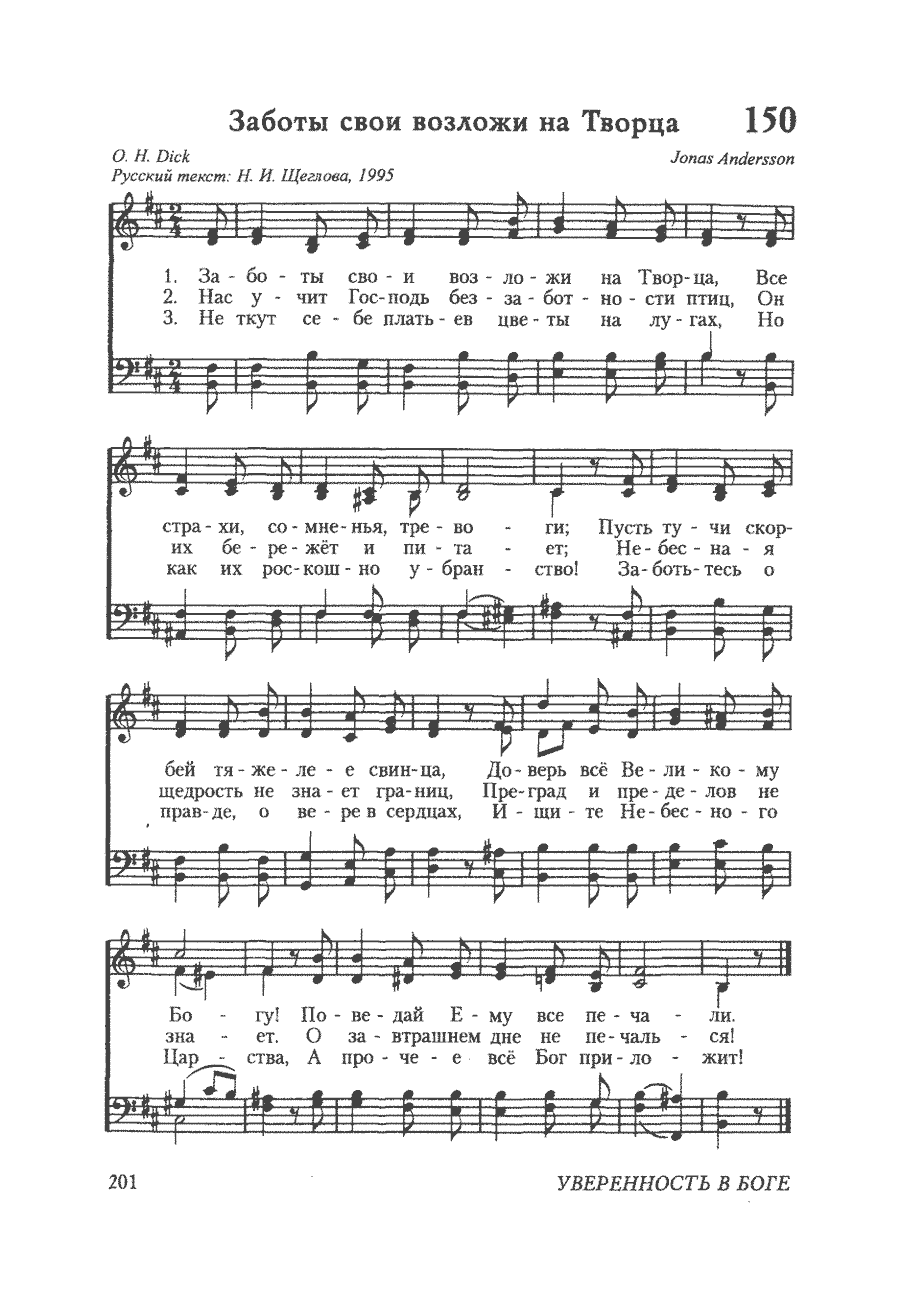 Заботы свои возложи на Творца 150
O. H. Dick Jonas Andersson
Русский текст: Н. И. Щеглова, 1995
1. За - бо - ты сво - и воз - ло - жи на Твор-ца, Все
2. Нас у - чит Гос-подь без - за - бот - но - сти птиц, Он
3. Не ткут се - бе плать - ев цве - ты на лу - гах, Но
стра - хи, со - мне - нья, тре - во - ги; Пусть ту - чи скор-
их бе - ре - жёт и пи - та - ет; Не - бес - на - я
как их рос - кош - но у - бран - ство! За - боть - тесь о
бей тя - же - ле - е свин-ца, До - верь всё Ве - ли - ко - му
щедрость не зна - ет гра-ниц, Пре-град и пре - де - лов не
прав-де, о ве - ре в сердцах, И - щи - те Не-бес - но - го
Бо - гу! По - ве - дай Е - му все пе - ча - ли.
зна - ет. О за - втрашнем дне не пе - чаль - ся!
Цар - ства, А про - че - е всё Бог при - ло - жит!
201 УВЕРЕННОСТЬ В БОГЕ